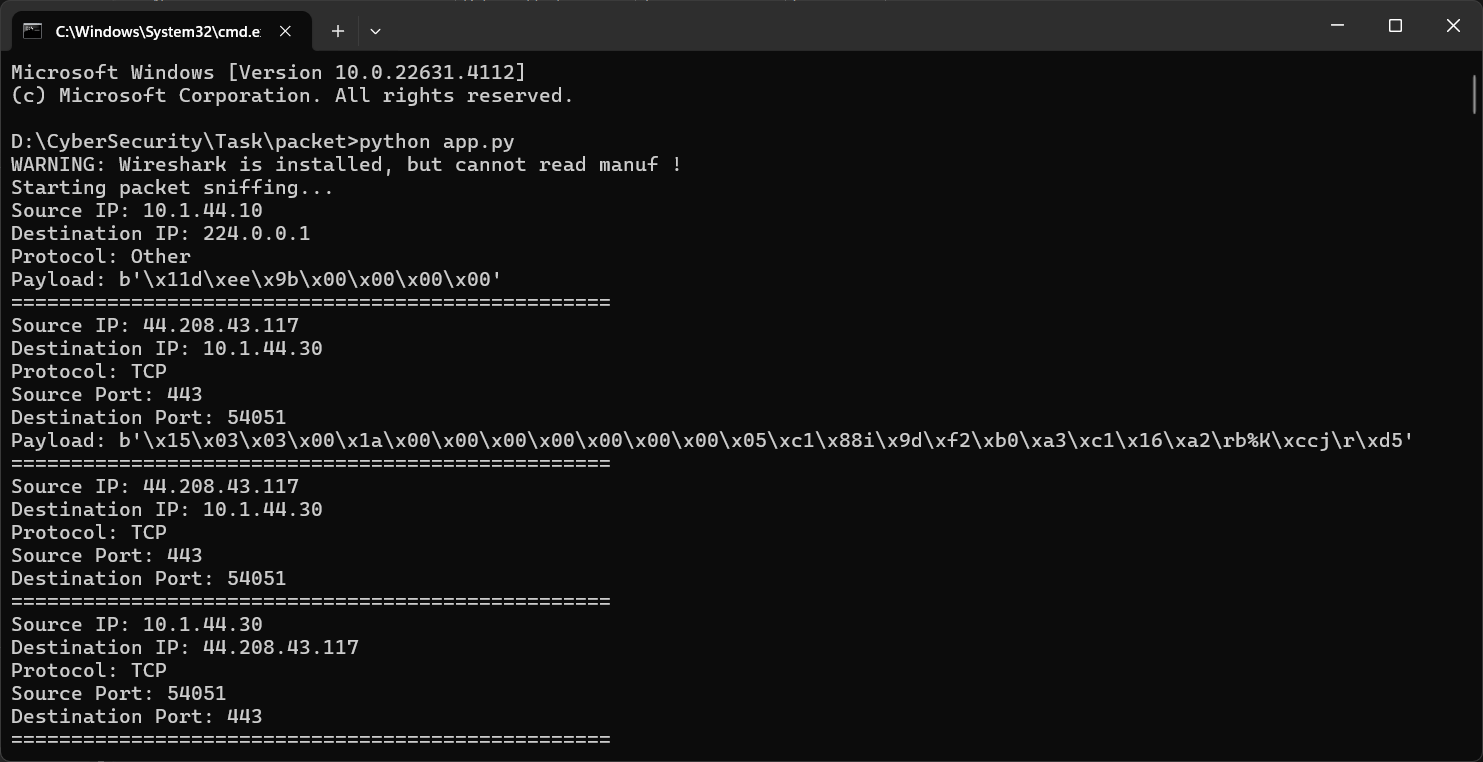 C:\Windows\System32\cmd.e
Microsoft Windows [Version 10.0.22631.4112]
(c) Microsoft Corporation. All rights reserved.
D:\CyberSecurity\Task\packet>python app.py
WARNING: Wireshark is installed, but cannot read manuf !
Starting packet sniffing...
Source IP: 10.1.44.10
Destination IP: 224.0.0.1
Protocol: Other
Payload: b'\x11d\xee\x9b\x00\x00\x00\x00'
==================================================
Source IP: 44.208.43.117
Destination IP: 10.1.44.30
Protocol: TCP
Source Port: 443
Destination Port: 54051
Payload: b'\x15\x03\x03\x00\x1a\x00\x00\x00\x00\x00\x00\x00\x05\xc1\x88i\x9d\xf2\xb0\xa3\xc1\x16\xa2\rb%K\xccj\r\xd5'
==================================================
Source IP: 44.208.43.117
Destination IP: 10.1.44.30
Protocol: TCP
Source Port: 443
Destination Port: 54051
==================================================
Source IP: 10.1.44.30
Destination IP: 44.208.43.117
Protocol: TCP
Source Port: 54051
Destination Port: 443
==================================================